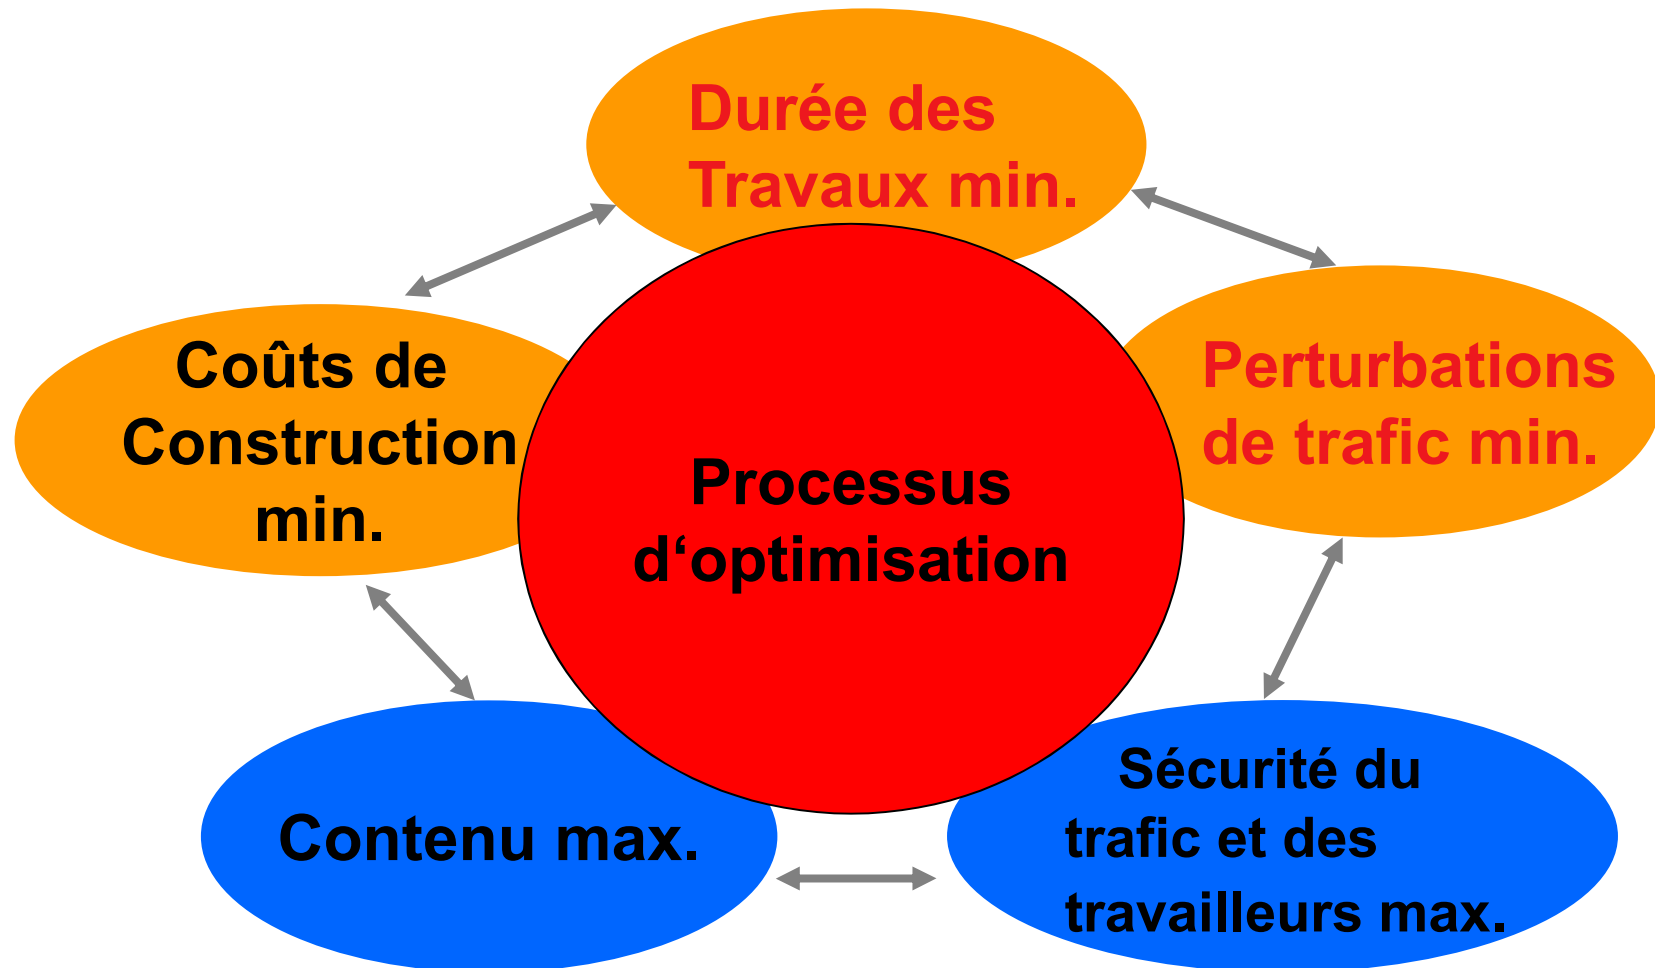 Durée des
Travaux min.
Coûts de
Construction
min.
Perturbations
de trafic min.
Processus
d‘optimisation
Contenu max.
Sécurité du
trafic et des
travailleurs max.